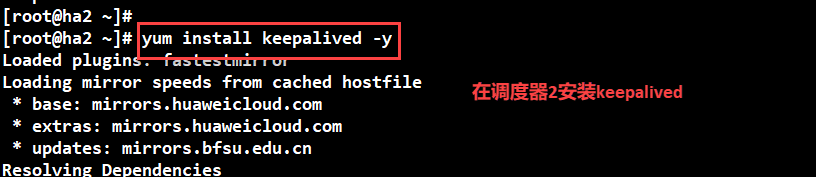 [root@ha2 ~]#
[root@ha2 ~]# yum install keepalived -y
Loaded plugins: fastestmirror
Loading mirror speeds from cached hostfile
 * base: mirrors.huaweicloud.com
 * extras: mirrors.huaweicloud.com
 * updates: mirrors.bfsu.edu.cn
Resolving Dependencies
在调度器2安装keepalived